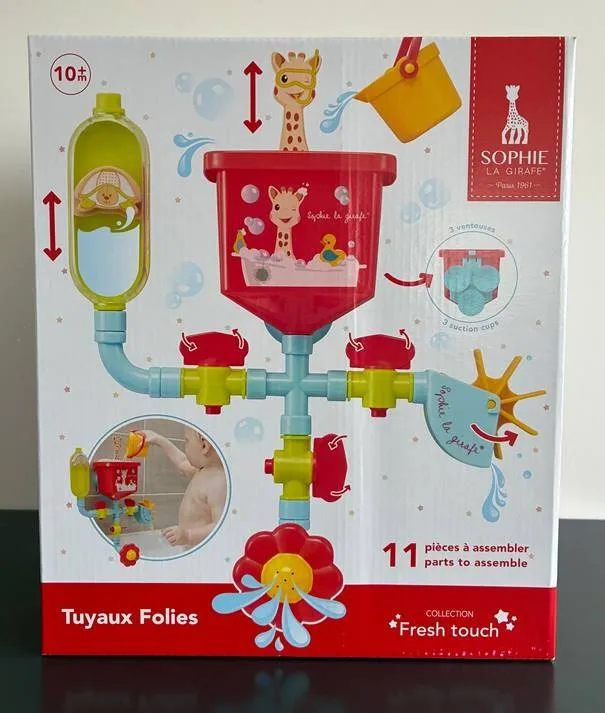 10+
m
SOPHIE
LA GIRAFE®
Paris 1961
Sophie la girafe®
3 ventouses
3 suction cups
Sophie la girafe®
11 pièces à assembler
parts to assemble
Tuyaux Folies
COLLECTION
Fresh touch